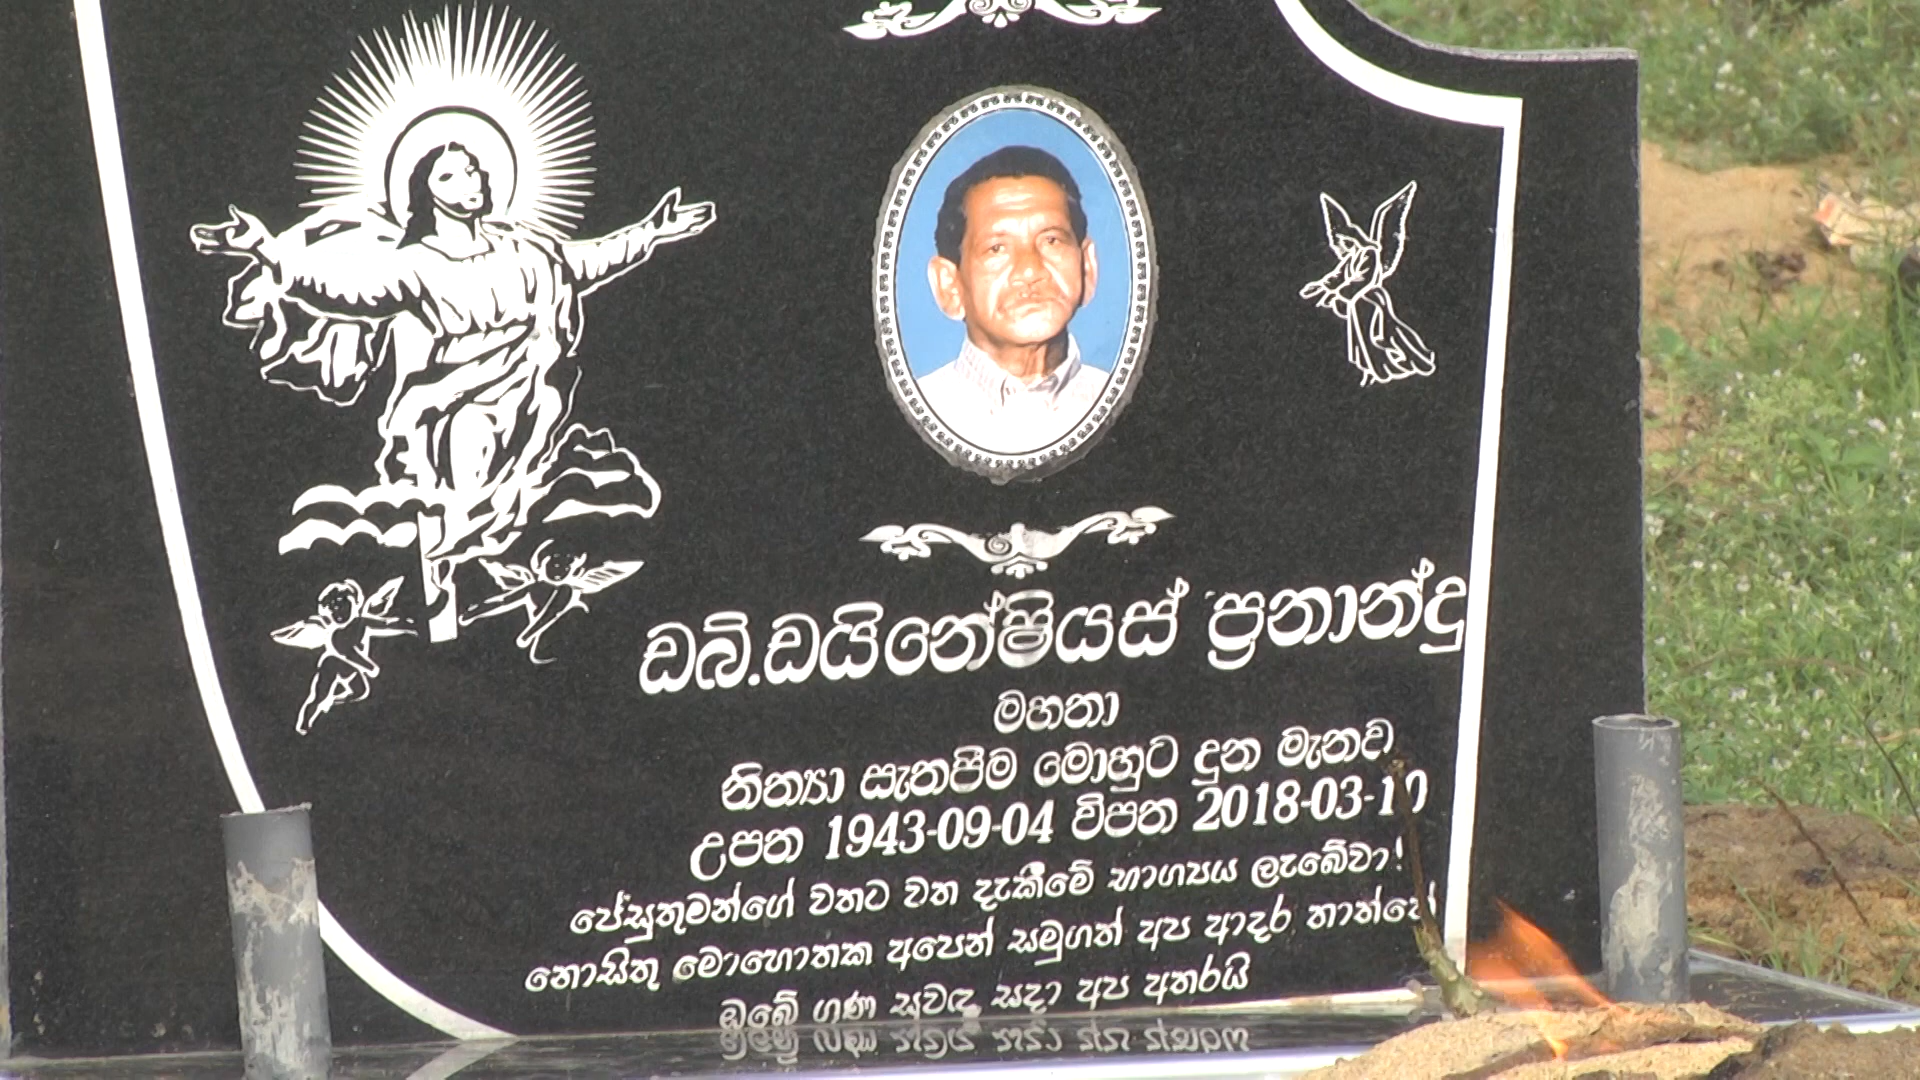 ඩබ්.ඩයිනේෂියස් ප්‍රනාන්දු
මහතා
නිත්‍යා සැතපීම මොහුට දුන මැනව
උපත 1943-09-04 විපත 2018-03-10
ජේසුතුමන්ගේ වතට වත දැකීමේ භාග්‍යය ලැබේවා!
නොසිතූ මොහොතක අපෙන් සමුගත් අප ආදර තාත්තේ
ඔබේ ගුණ සුවඳ සදා අප අතරයි